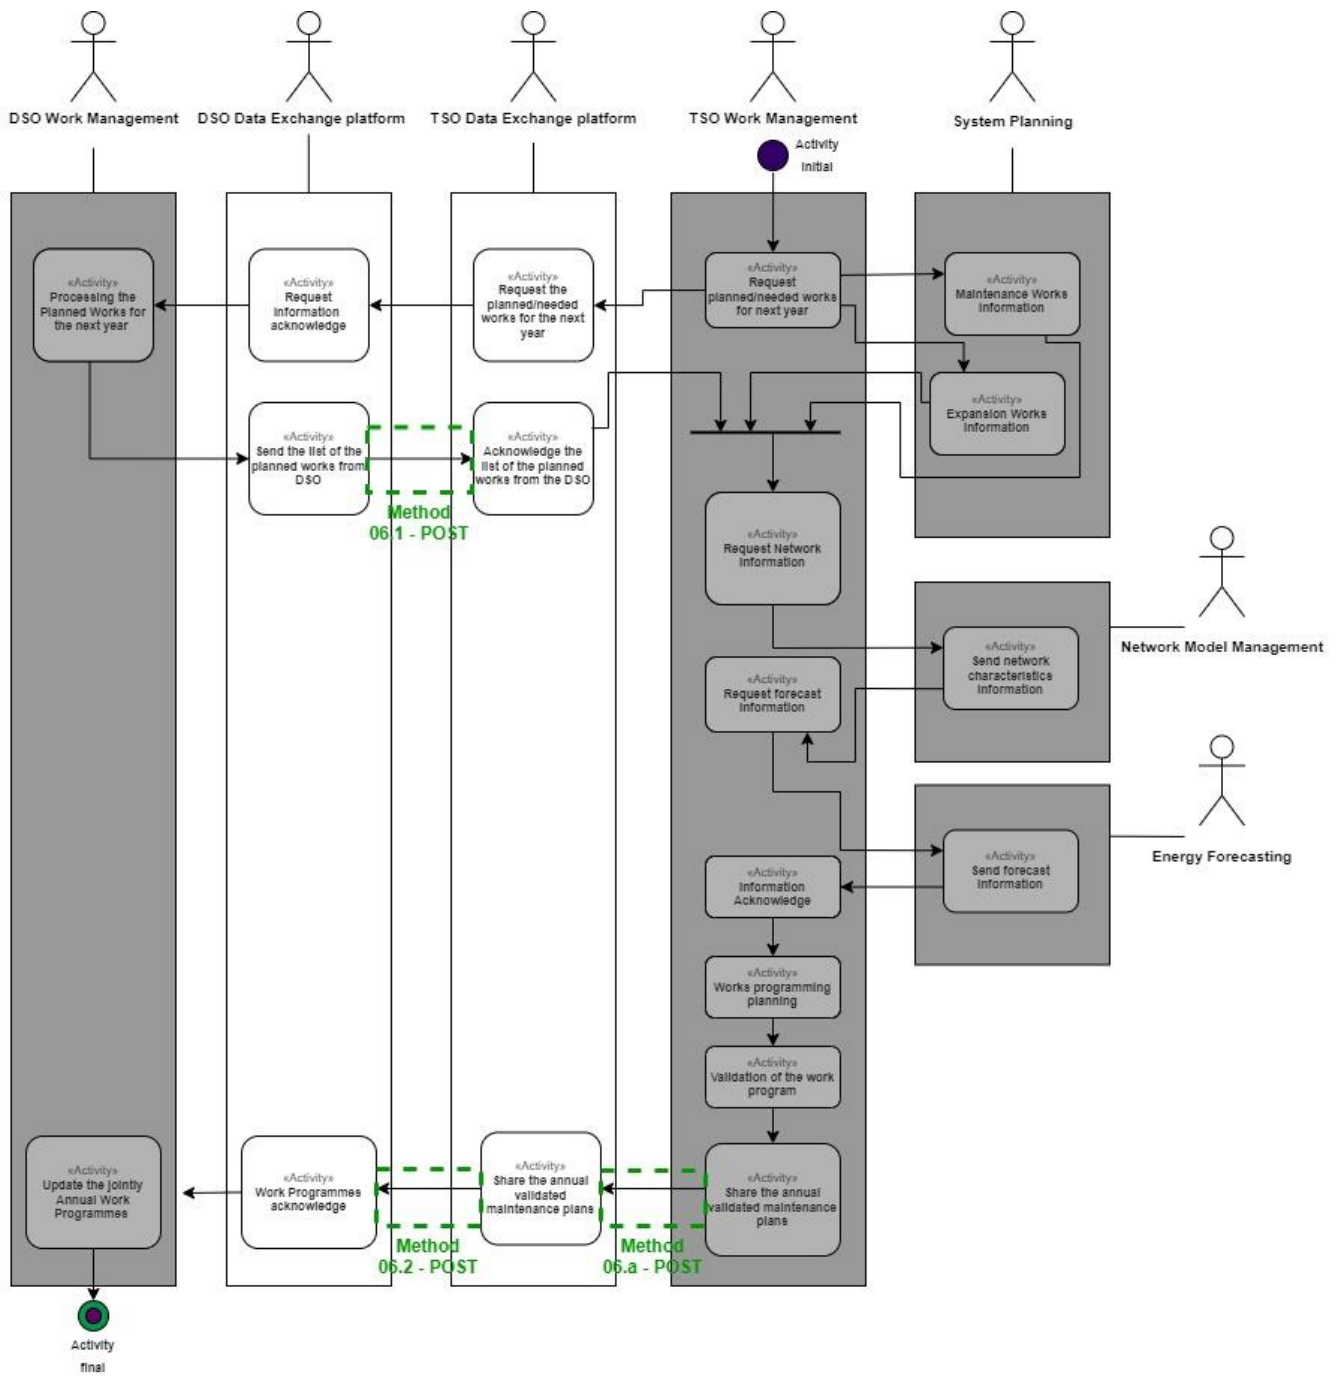 DSO Work Management
DSO Data Exchange platform
TSO Data Exchange platform
TSO Work Management
System Planning
Activity
Initial
«Activity»
Processing the
Planned Works for
the next year
«Activity»
Request
Information
acknowledge
«Activity»
Request the
planned/needed
works for the next
year
«Activity»
Request
planned/needed works
for next year
«Activity»
Maintenance Works
Information
«Activity»
Expansion Works
Information
«Activity»
Send the list of the
planned works from
DSO
«Activity»
Acknowledge the
list of the planned
works from the DSO
Method
06.1 - POST
«Activity»
Request Network
Information
Network Model Management
«Activity»
Send network
characteristics
Information
«Activity»
Request forecast
Information
Energy Forecasting
«Activity»
Send forecast
Information
«Activity»
Information
Acknowledge
«Activity»
Works programming
planning
«Activity»
Validation of the work
program
«Activity»
Update the jointly
Annual Work
Programmes
«Activity»
Work Programmes
acknowledge
«Activity»
Share the annual
validated
maintenance plans
«Activity»
Share the annual
validated maintenance
plans
Method
06.2 - POST
Method
06.a - POST
Activity
final